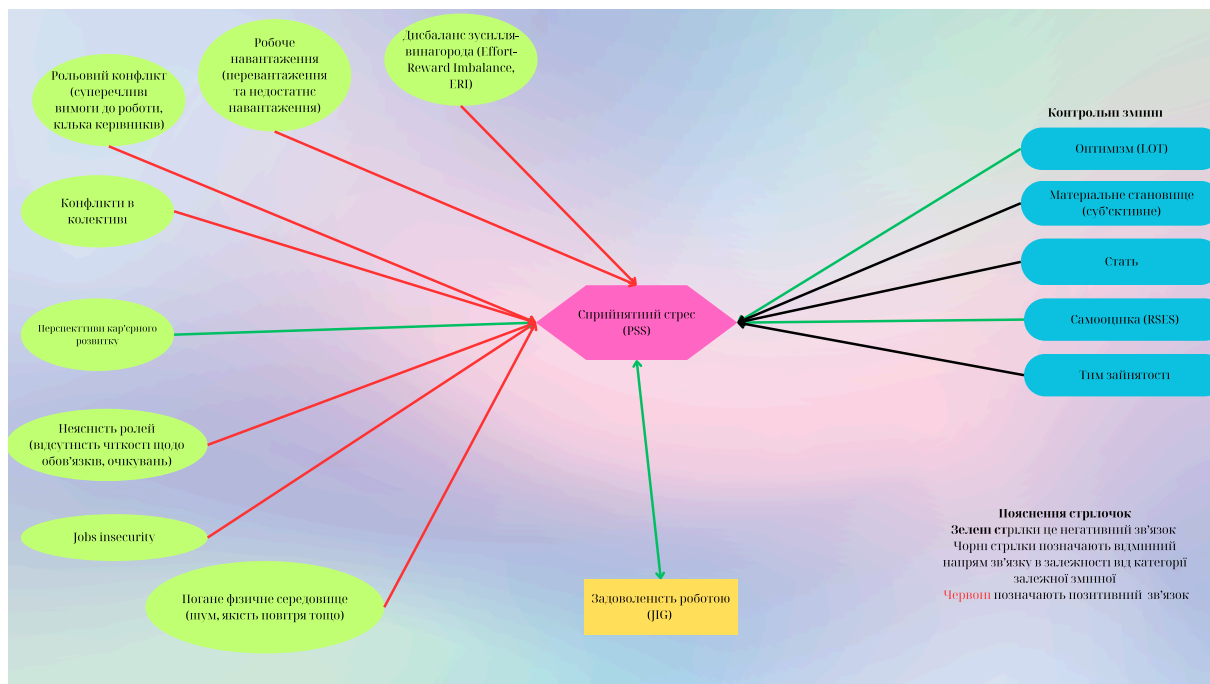 Рольовий конфлікт
(суперечливі
вимоги до роботи,
кілька керівників)
Робоче
навантаження
(перевантаження
та недостатнє
навантаження)
Дисбаланс зусилля-
винагорода (Effort-
Reward Imbalance,
ERI)
Конфлікти в
колективі
Перспекттиви кар'єрного
розвитку
Неясність ролей
(відсутність чіткості щодо
обов'язків, очікувань)
Jobs insecurity
Погане фізичне середовище
(шум, якість повітря тощо)
Сприйнятний стрес
(PSS)
Задоволеність роботою
(JIG)
Контрольні змінні
Оптимізм (LOT)
Матеріальне становище
(суб'єктивне)
Стать
Самооцінка (RSES)
Тим зайнятості
Пояснення стрілочок
Зелені стрілки це негативний зв'язок
Чорні стрілки позначають відминий
напрям зв'язку в залежності від категорії
залежної змінної
Червоні позначають позитивний зв'язок